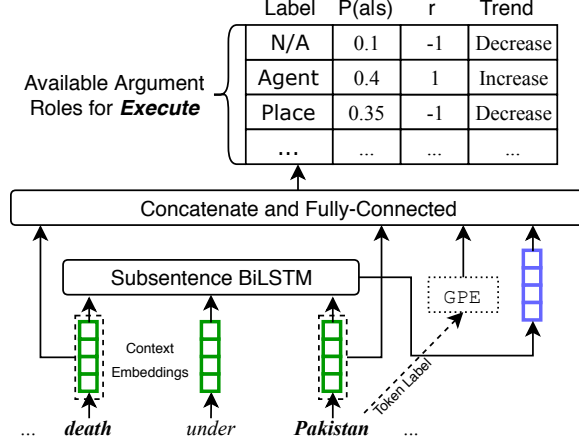 Label P(als) r Trend
N/A 0.1 -1 Decrease
Agent 0.4 1 Increase
Place 0.35 -1 Decrease
... ... ... ...
Available Argument
Roles for Execute
Concatenate and Fully-Connected
Subsentence BiLSTM
GPE
Context
Embeddings
Token Label
... death under Pakistan ...